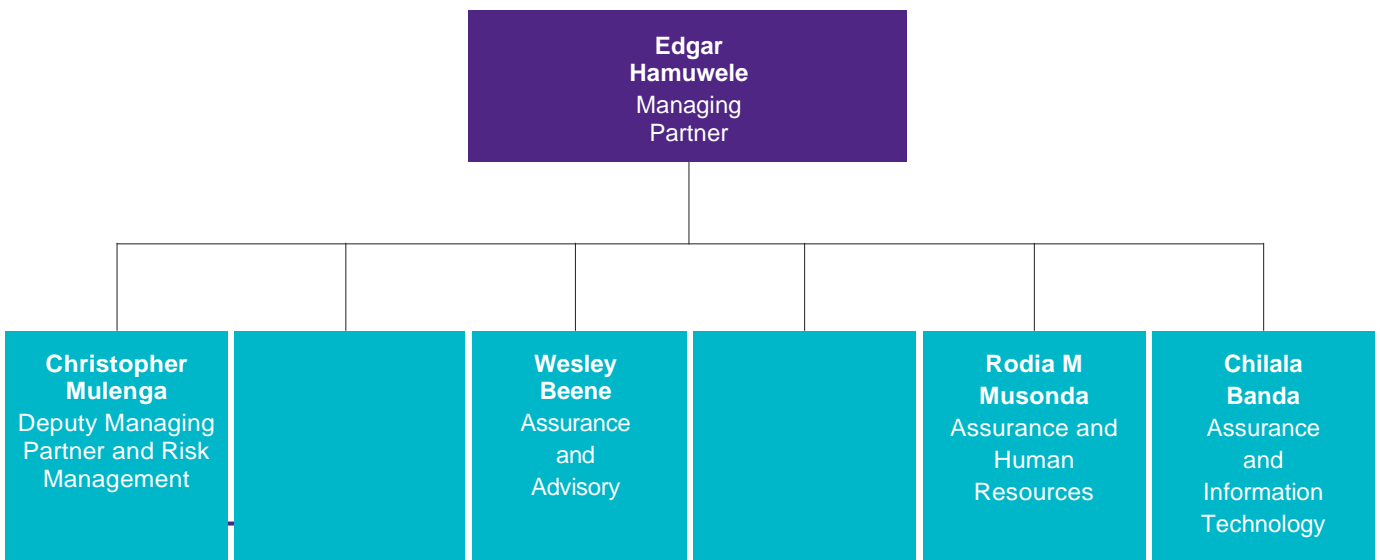 Edgar
Hamuwele
Managing
Partner
Christopher
Mulenga
Deputy Managing
Partner and Risk
Management
Wesley
Beene
Assurance
and
Advisory
Rodia M
Musonda
Assurance and
Human
Resources
Chilala
Banda
Assurance
and
Information
Technology